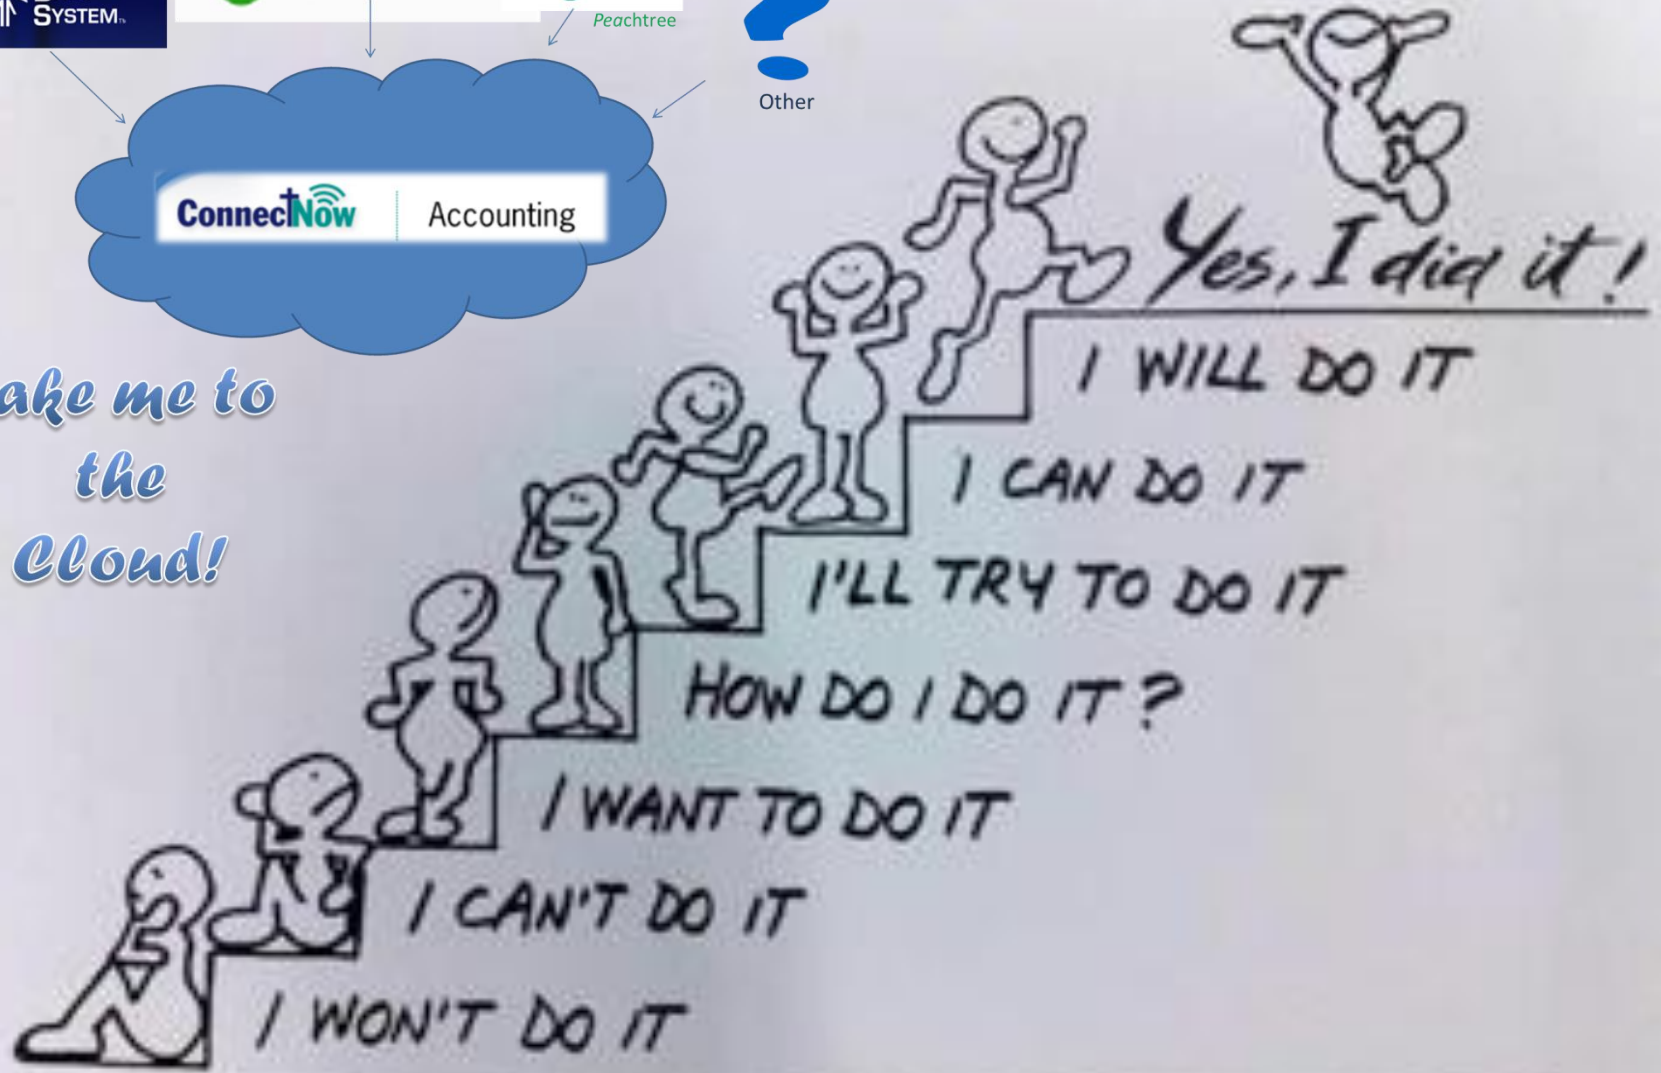 SYSTEM
Peachtree
Other
ConnectNow | Accounting
ake me to
the
Cloud!
Yes, I did it!
I WILL DO IT
I CAN DO IT
I'LL TRY TO DO IT
HOW DO I DO IT?
I WANT TO DO IT
I CAN'T DO IT
I WON'T DO IT